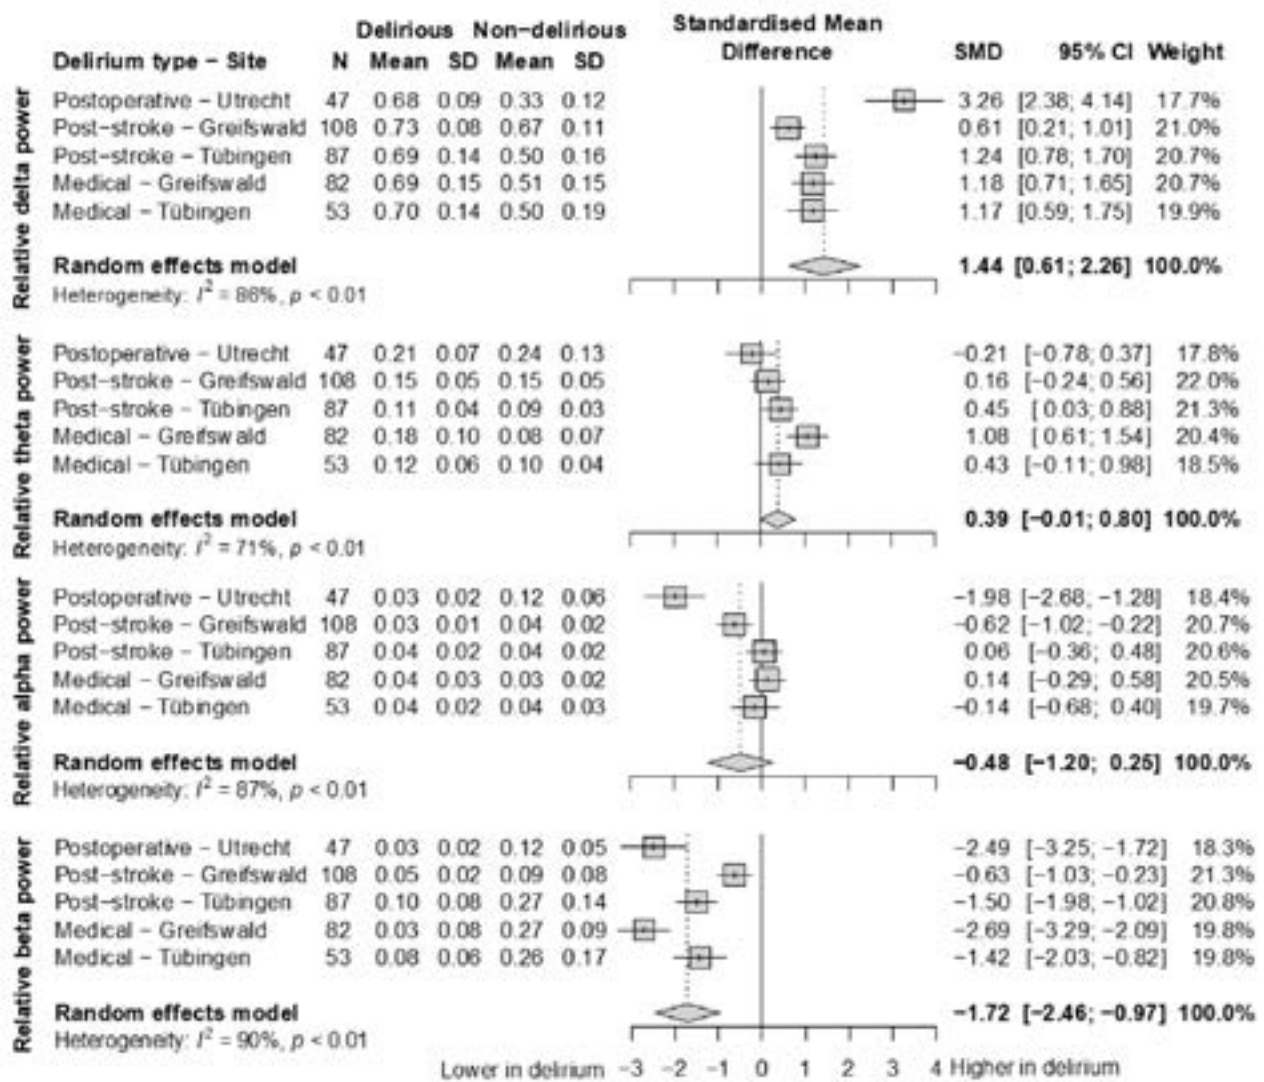 Delirious Non-delirious Standardised Mean
Delirium type - Site N Mean SD Mean SD Difference SMD 95% CI Weight
Relative delta power
Postoperative - Utrecht 47 0.68 0.09 0.33 0.12 3.26 [2.38; 4.14] 17.7%
Post-stroke - Greifswald 108 0.73 0.08 0.67 0.11 0.61 [0.21; 1.01] 21.0%
Post-stroke - Tübingen 87 0.69 0.14 0.50 0.16 1.24 [0.78; 1.70] 20.7%
Medical - Greifswald 82 0.69 0.15 0.51 0.15 1.18 [0.71; 1.65] 20.7%
Medical - Tübingen 53 0.70 0.14 0.50 0.19 1.17 [0.59; 1.75] 19.9%
Random effects model 1.44 [0.61; 2.26] 100.0%
Heterogeneity: I² = 86%, p < 0.01
Relative theta power
Postoperative - Utrecht 47 0.21 0.07 0.24 0.13 −0.21 [−0.78; 0.37] 17.8%
Post-stroke - Greifswald 108 0.15 0.05 0.15 0.05 0.16 [−0.24; 0.56] 22.0%
Post-stroke - Tübingen 87 0.11 0.04 0.09 0.03 0.45 [ 0.03; 0.88] 21.3%
Medical - Greifswald 82 0.18 0.10 0.08 0.07 1.08 [ 0.61; 1.54] 20.4%
Medical - Tübingen 53 0.12 0.06 0.10 0.04 0.43 [−0.11; 0.98] 18.5%
Random effects model 0.39 [−0.01; 0.80] 100.0%
Heterogeneity: I² = 71%, p < 0.01
Relative alpha power
Postoperative - Utrecht 47 0.03 0.02 0.12 0.06 −1.98 [−2.68; −1.28] 18.4%
Post-stroke - Greifswald 108 0.03 0.01 0.04 0.02 −0.62 [−1.02; −0.22] 20.7%
Post-stroke - Tübingen 87 0.04 0.02 0.04 0.02 0.06 [−0.36; 0.48] 20.6%
Medical - Greifswald 82 0.04 0.03 0.03 0.02 0.14 [−0.29; 0.58] 20.5%
Medical - Tübingen 53 0.04 0.02 0.04 0.03 −0.14 [−0.68; 0.40] 19.7%
Random effects model −0.48 [−1.20; 0.25] 100.0%
Heterogeneity: I² = 87%, p < 0.01
Relative beta power
Postoperative - Utrecht 47 0.03 0.02 0.12 0.05 −2.49 [−3.25; −1.72] 18.3%
Post-stroke - Greifswald 108 0.05 0.02 0.09 0.08 −0.63 [−1.03; −0.23] 21.3%
Post-stroke - Tübingen 87 0.10 0.08 0.27 0.14 −1.50 [−1.98; −1.02] 20.8%
Medical - Greifswald 82 0.03 0.08 0.27 0.09 −2.69 [−3.29; −2.09] 19.8%
Medical - Tübingen 53 0.08 0.06 0.26 0.17 −1.42 [−2.03; −0.82] 19.8%
Random effects model −1.72 [−2.46; −0.97] 100.0%
Heterogeneity: I² = 90%, p < 0.01
Lower in delirium −3 −2 −1 0 1 2 3 4 Higher in delirium